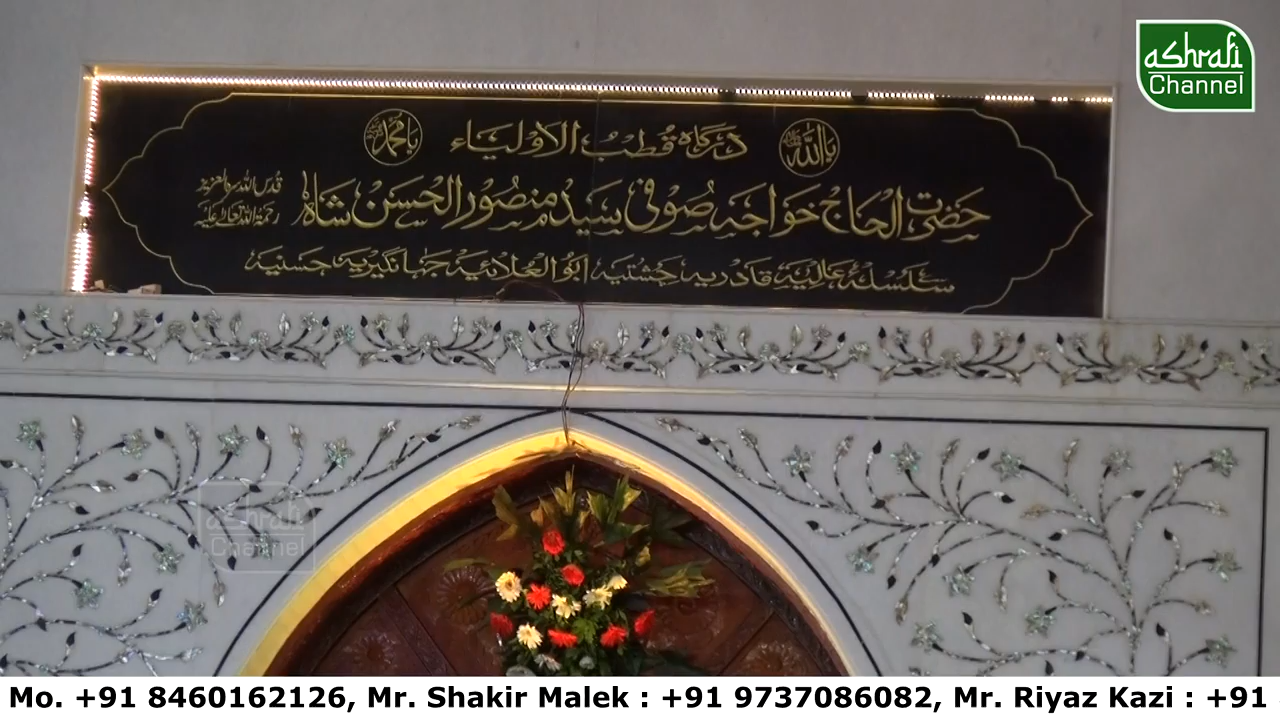 ashrafi
Channel
یا اللہ درگاہ قطب الاولیاء یا محمد
حضرت الحاج خواجہ صوفی سید منصور الحسن شاہ
قدس اللہ سرہ العزیز
رحمۃ اللہ تعالیٰ علیہ
سلسلۂ عالیہ قادریہ چشتیہ ابوالعلائیہ جہانگیریہ حسنیہ
ashrafi
Channel
Mo. +91 8460162126, Mr. Shakir Malek : +91 9737086082, Mr. Riyaz Kazi : +91